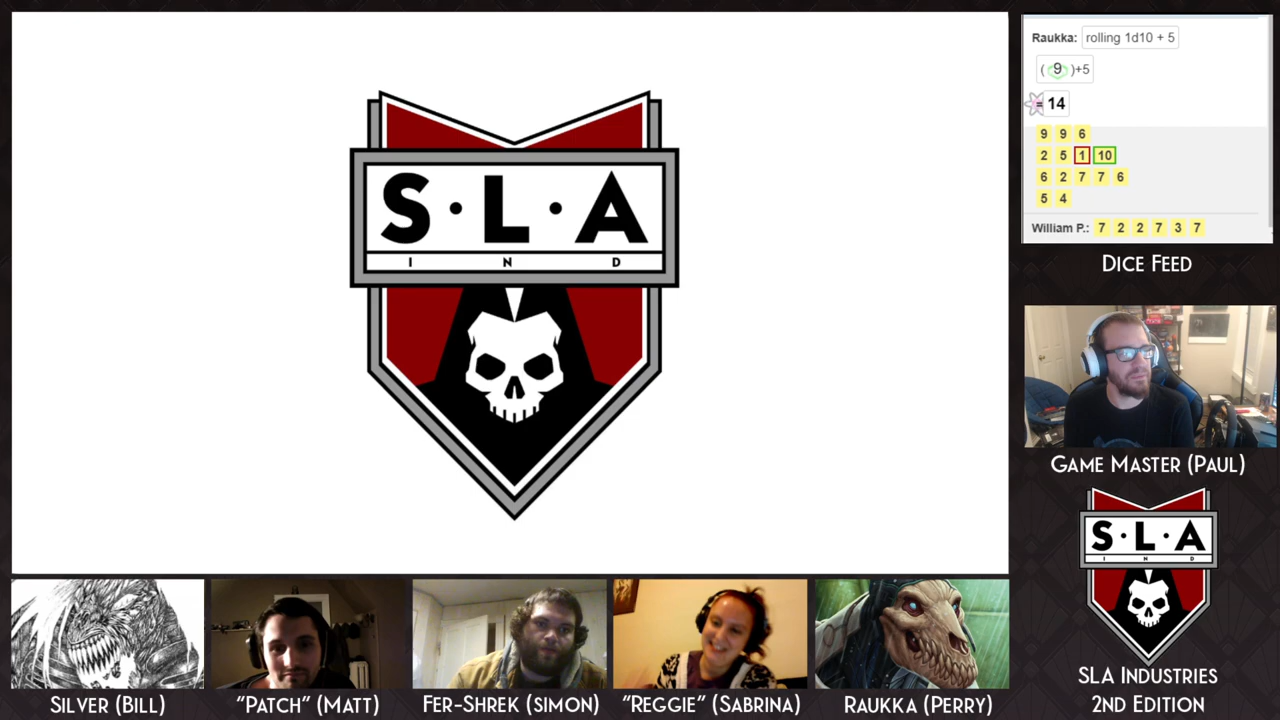 S·L·A
I N D
Raukka: rolling 1d10 + 5
( 9 )+5
= 14
9 9 6
2 5 1 10
6 2 7 7 6
5 4
William P.: 7 2 2 7 3 7
DICE FEED
GAME MASTER (PAUL)
S·L·A
I N D
SLA INDUSTRIES
2ND EDITION
SILVER (BILL)
"PATCH" (MATT)
FER-SHREK (SIMON)
"REGGIE" (SABRINA)
RAUKKA (PERRY)